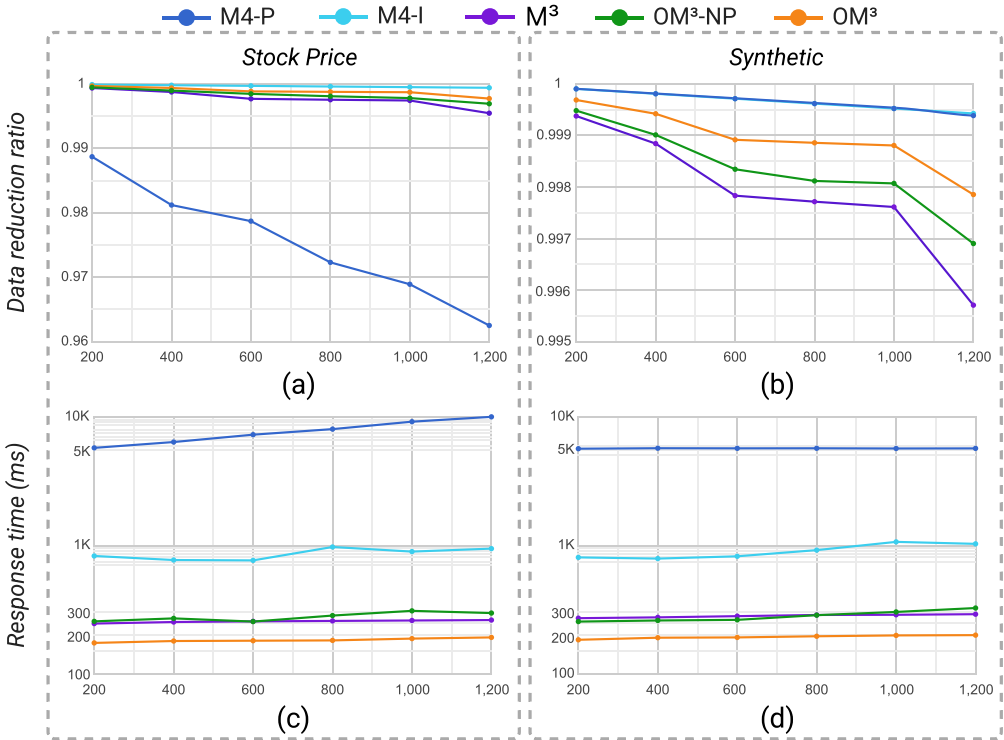 M4-P M4-I M³ OM³-NP OM³
Stock Price
Synthetic
Data reduction ratio
1
0.99
0.98
0.97
0.96
200 400 600 800 1,000 1,200
(a)
1
0.999
0.998
0.997
0.996
0.995
200 400 600 800 1,000 1,200
(b)
Response time (ms)
10K
5K
1K
300
200
100
200 400 600 800 1,000 1,200
(c)
10K
5K
1K
300
200
100
200 400 600 800 1,000 1,200
(d)